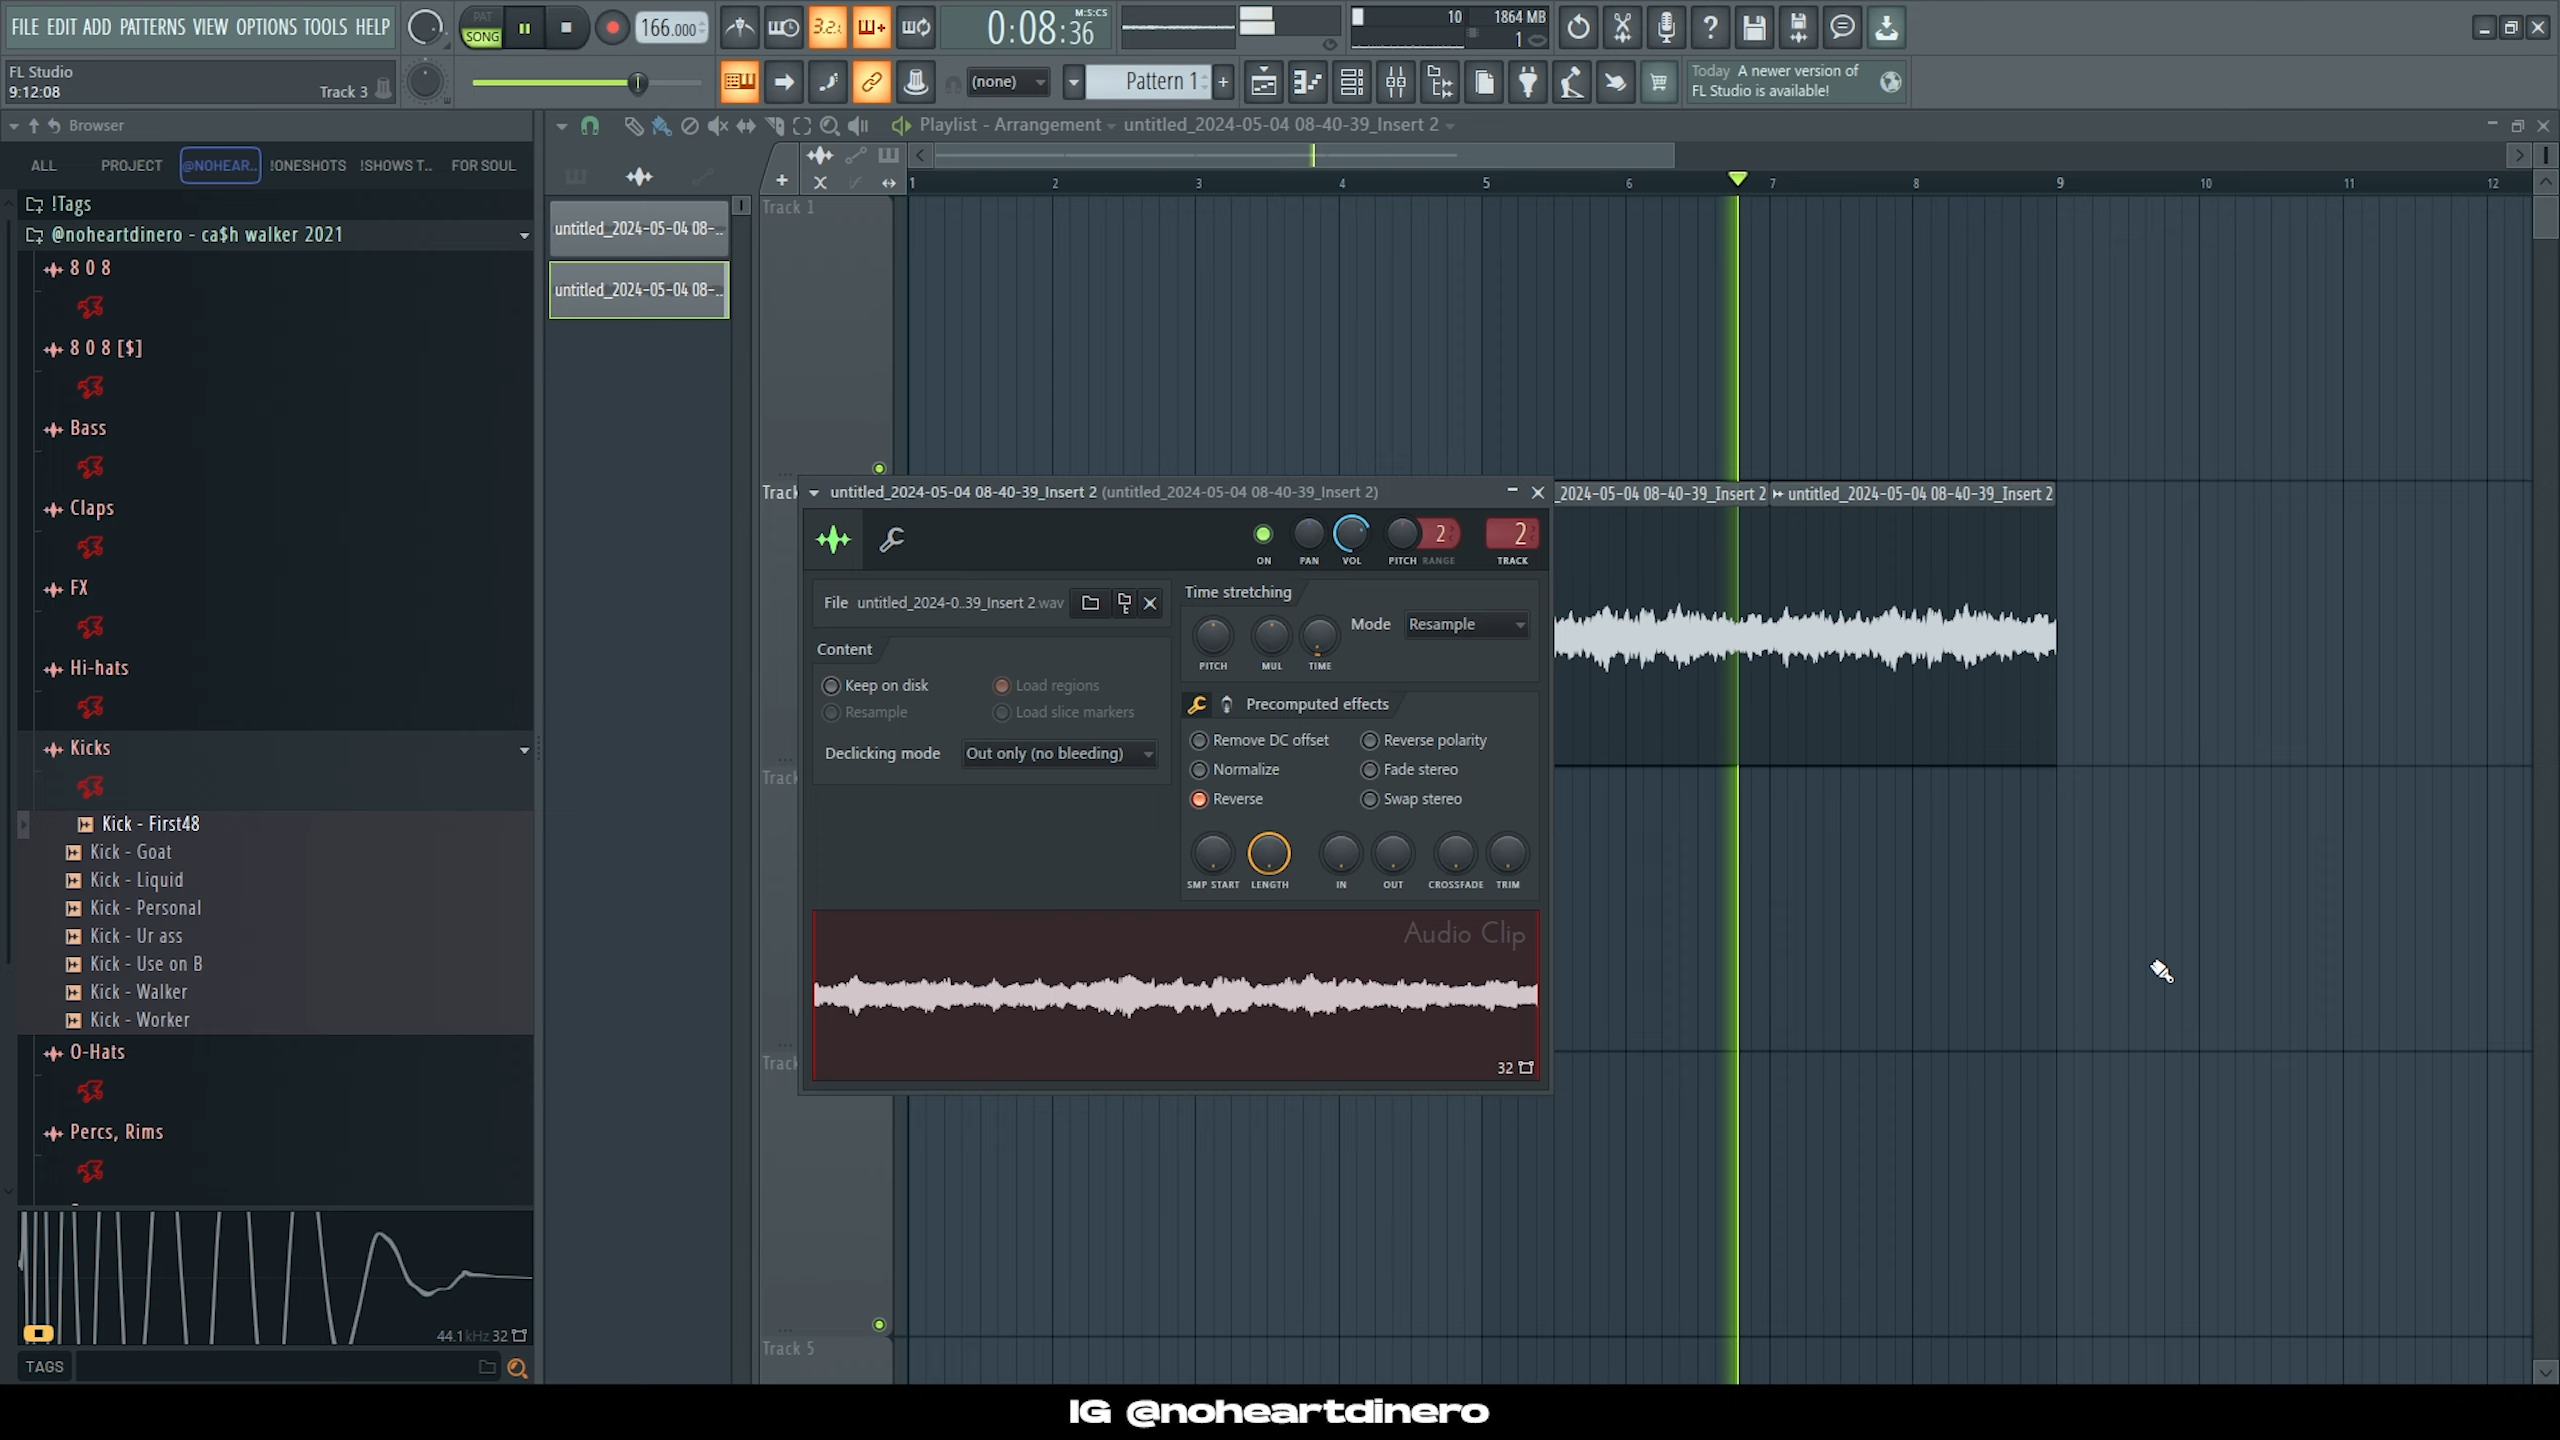 FILE EDIT ADD PATTERNS VIEW OPTIONS TOOLS HELP
PAT
SONG
166.000
3.2.
0:08:36
M:S:CS
10
1864 MB
1
FL Studio
9:12:08
Track 3
(none)
Pattern 1
+
Today A newer version of
FL Studio is available!
Browser
Playlist - Arrangement
untitled_2024-05-04 08-40-39_Insert 2
ALL
PROJECT
@NOHEAR..
!ONESHOTS
!SHOWS T..
FOR SOUL
1
2
3
4
5
6
7
8
9
10
11
12
!Tags
@noheartdinero - ca$h walker 2021
8 0 8
8 0 8 [$]
Bass
Claps
FX
Hi-hats
Kicks
Kick - First48
Kick - Goat
Kick - Liquid
Kick - Personal
Kick - Ur ass
Kick - Use on B
Kick - Walker
Kick - Worker
O-Hats
Percs, Rims
44.1kHz 32
TAGS
untitled_2024-05-04 08-..
untitled_2024-05-04 08-..
Track 1
Track
Track
Track
Track 5
untitled_2024-05-04 08-40-39_Insert 2 (untitled_2024-05-04 08-40-39_Insert 2)
_2024-05-04 08-40-39_Insert 2
untitled_2024-05-04 08-40-39_Insert 2
ON
PAN
VOL
PITCH
RANGE
2
2
TRACK
File untitled_2024-0..39_Insert 2.wav
Content
Keep on disk
Load regions
Resample
Load slice markers
Declicking mode
Out only (no bleeding)
Time stretching
PITCH
MUL
TIME
Mode
Resample
Precomputed effects
Remove DC offset
Reverse polarity
Normalize
Fade stereo
Reverse
Swap stereo
SMP START
LENGTH
IN
OUT
CROSSFADE
TRIM
Audio Clip
32
IG @noheartdinero